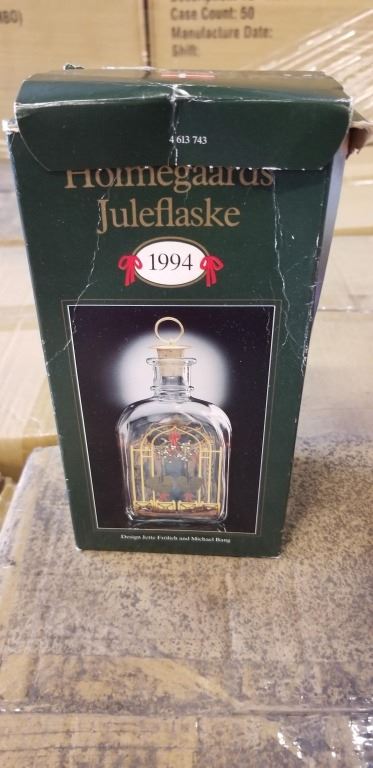 Case Count: 50
Manufacture Date:
Shift:
4 613 743
Holmegaards
Juleflaske
1994
Design Jette Frölich and Michael Bang